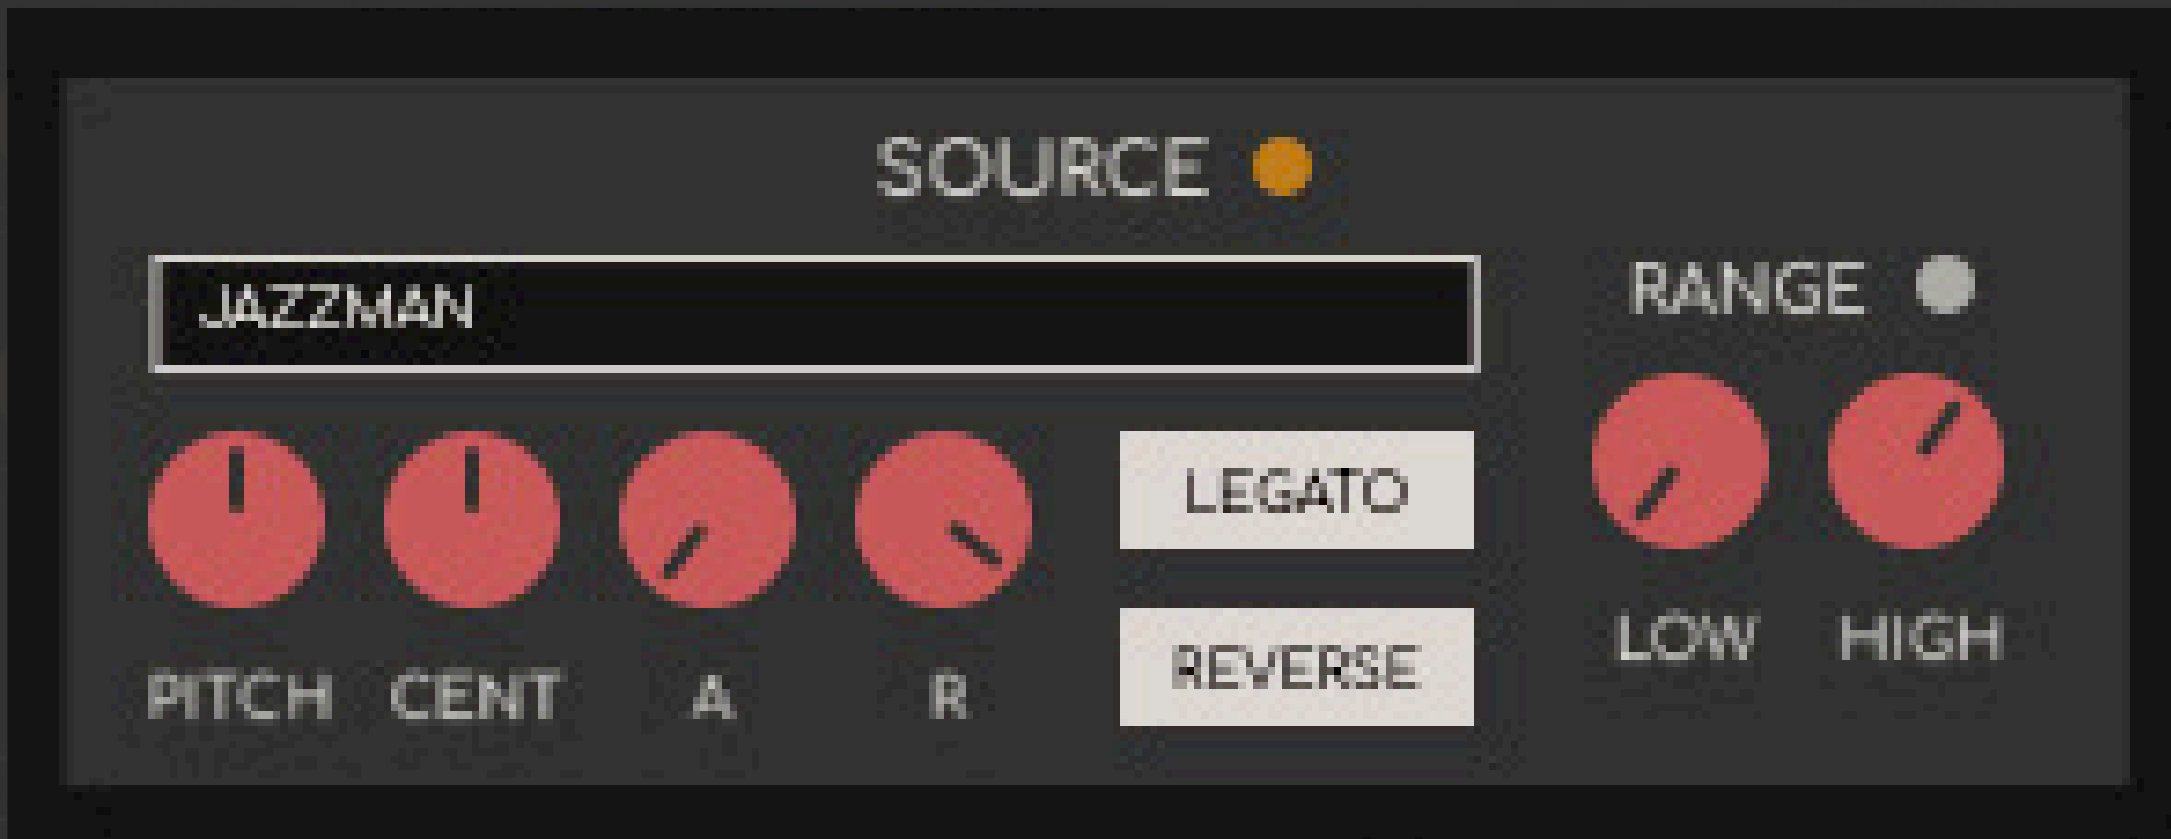 SOURCE
JAZZMAN
RANGE
LEGATO
REVERSE
LOW HIGH
PITCH CENT A R